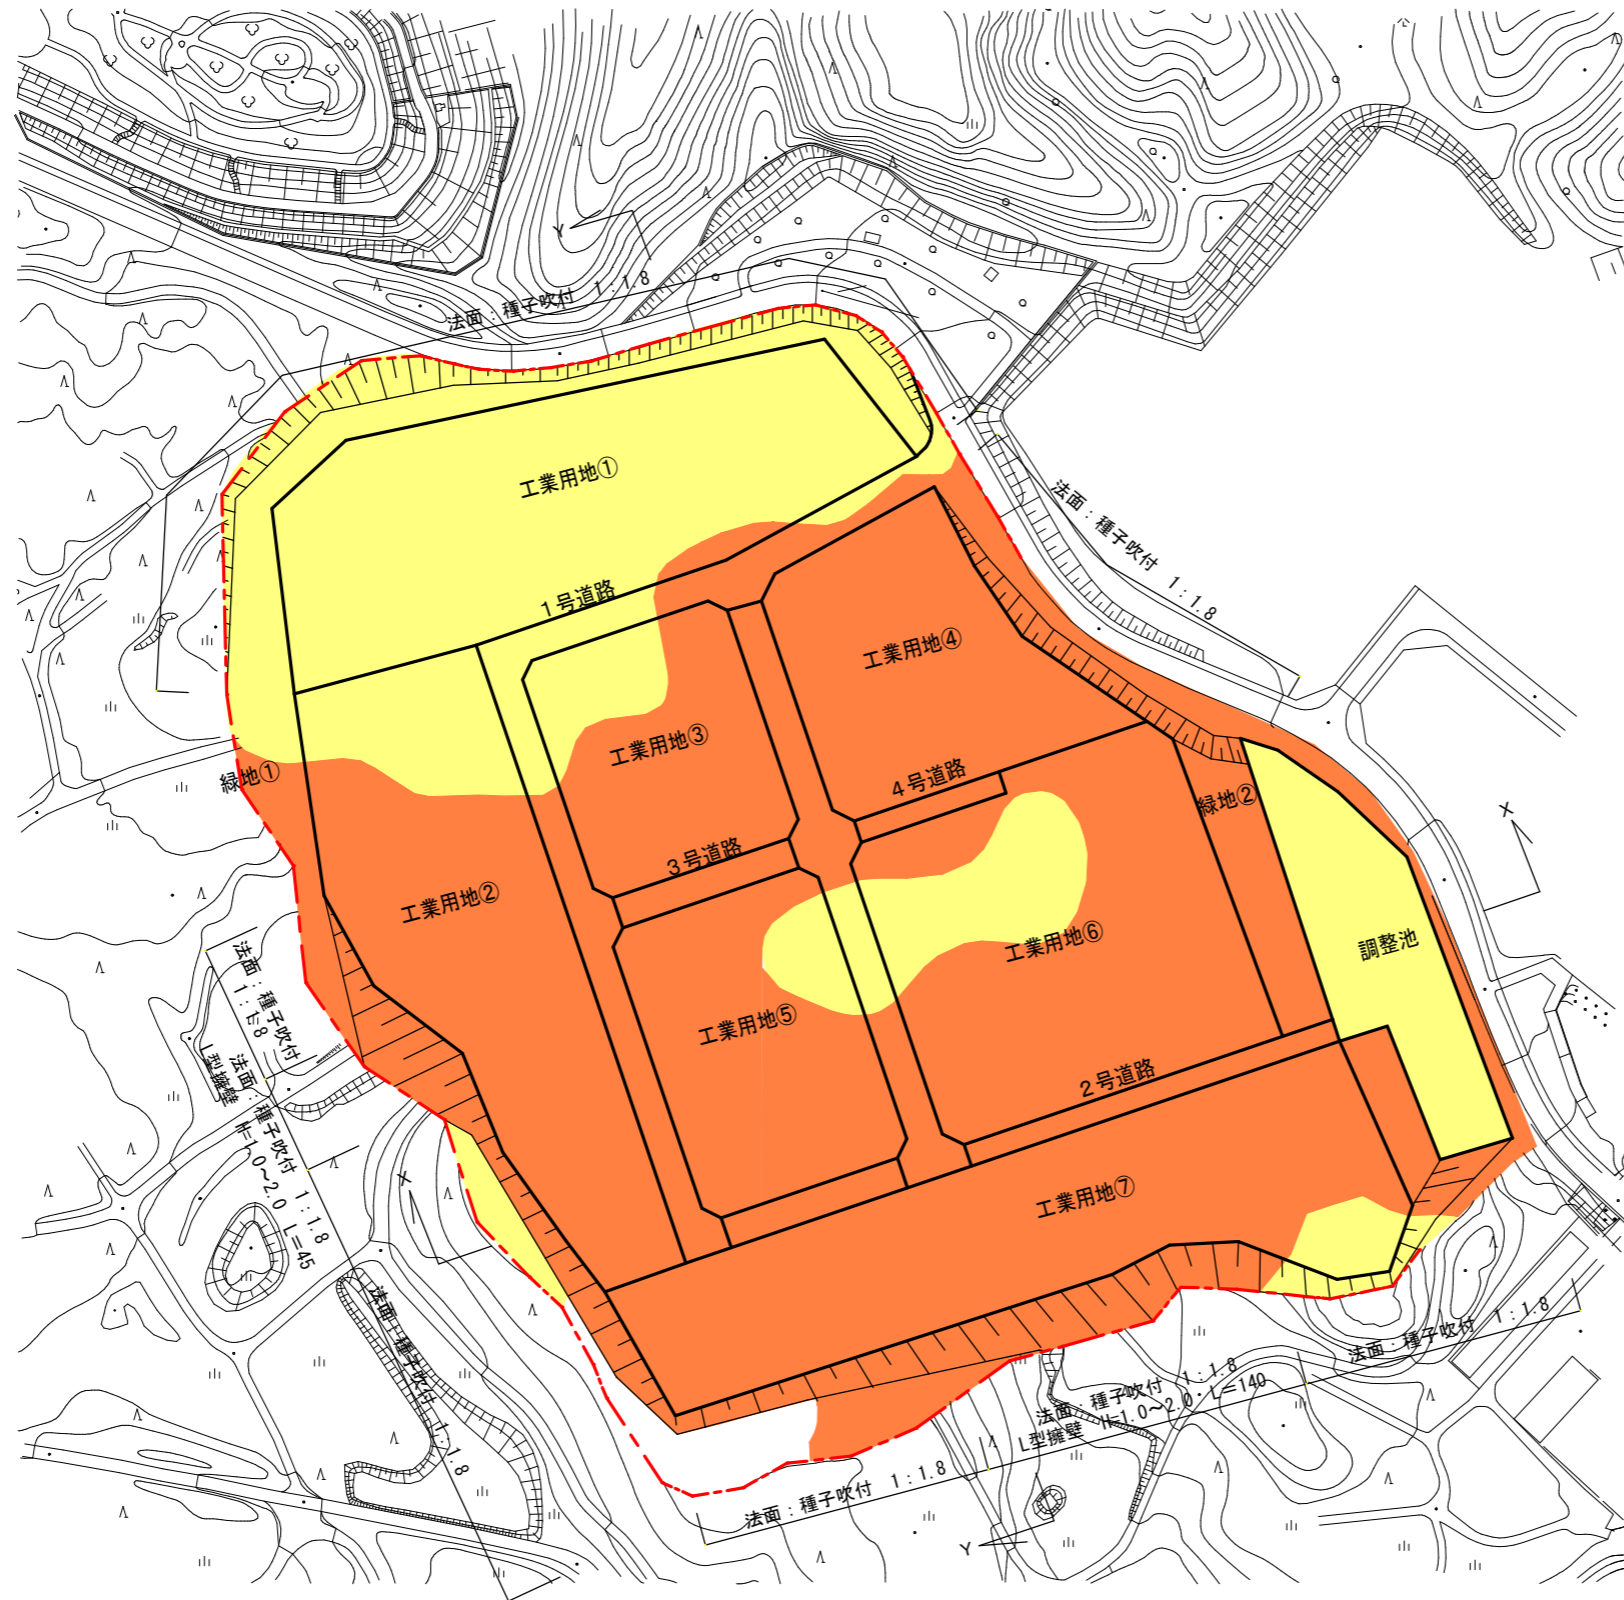 Y
法面：種子吹付　1：1.8
工業用地①
法面：種子吹付　1：1.8
1号道路
工業用地④
工業用地③
緑地①
4号道路
緑地②
X
3号道路
工業用地②
工業用地⑥
調整池
法面：種子吹付
1：1.8
工業用地⑤
法面：種子吹付　1：1.8
L型擁壁　H=1.0～2.0　L=45
2号道路
X
工業用地⑦
法面：種子吹付　1：1.8
法面：種子吹付　1：1.8
法面：種子吹付　1：1.8
L型擁壁　H=1.0～2.0　L=140
法面：種子吹付　1：1.8
Y